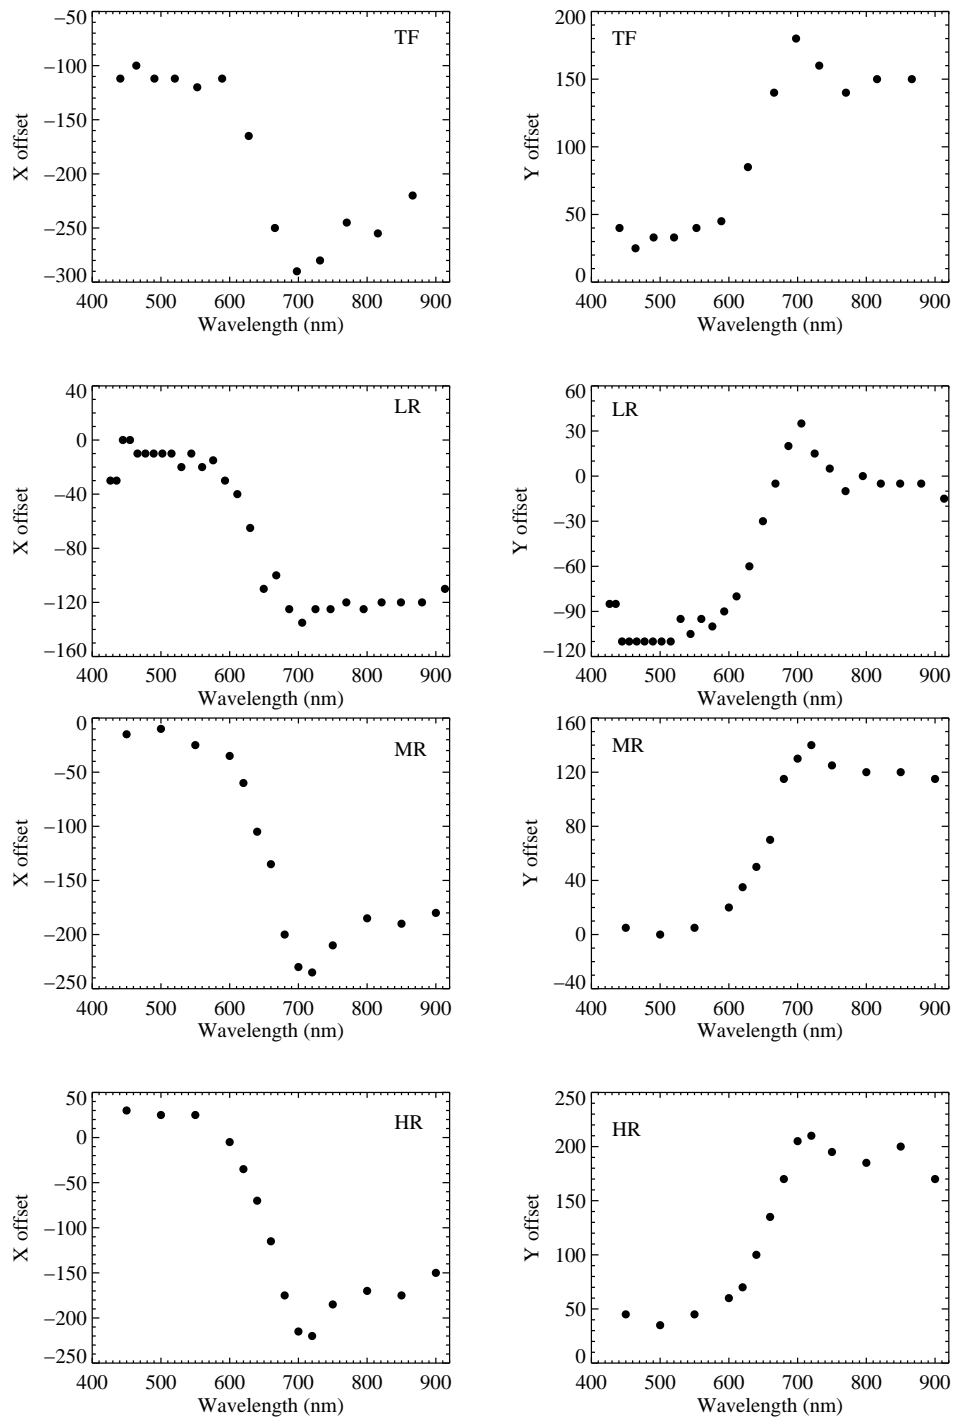 −50
−100
−150
−200
−250
−300
X offset
TF
400 500 600 700 800 900
Wavelength (nm)
200
150
100
50
0
Y offset
TF
400 500 600 700 800 900
Wavelength (nm)
40
0
−40
−80
−120
−160
X offset
LR
400 500 600 700 800 900
Wavelength (nm)
60
30
0
−30
−60
−90
−120
Y offset
LR
400 500 600 700 800 900
Wavelength (nm)
0
−50
−100
−150
−200
−250
X offset
MR
400 500 600 700 800 900
Wavelength (nm)
160
120
80
40
0
−40
Y offset
MR
400 500 600 700 800 900
Wavelength (nm)
50
0
−50
−100
−150
−200
−250
X offset
HR
400 500 600 700 800 900
Wavelength (nm)
250
200
150
100
50
0
Y offset
HR
400 500 600 700 800 900
Wavelength (nm)